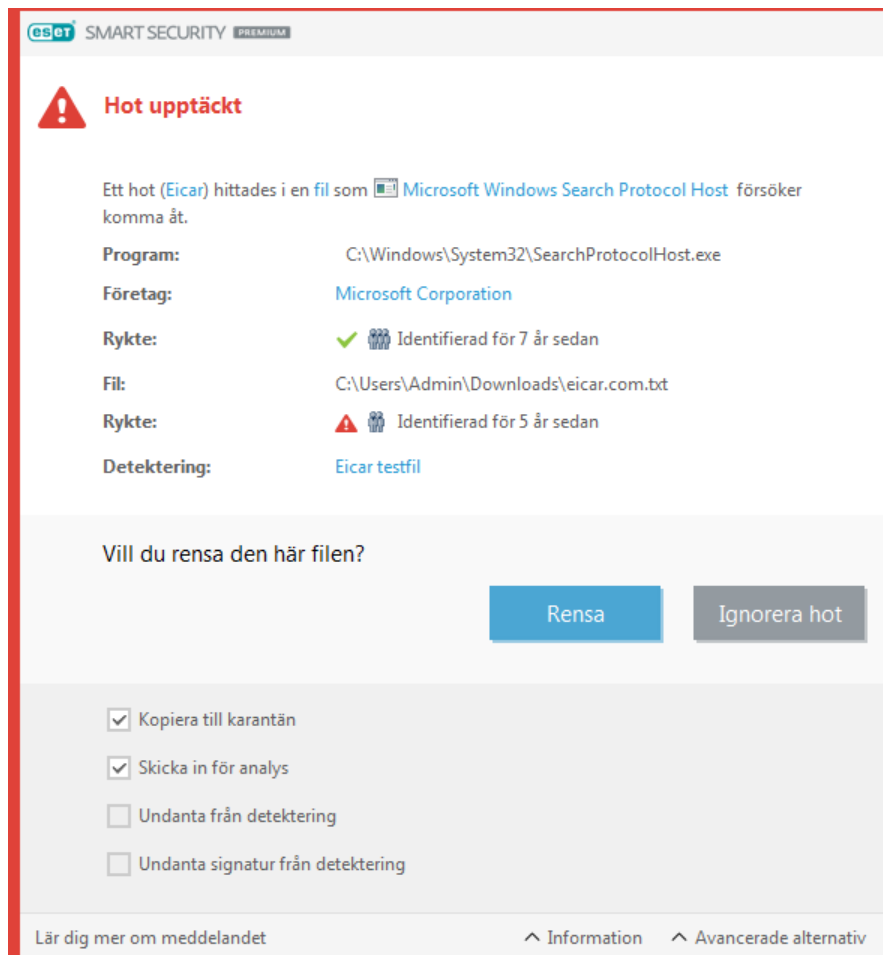 eset SMART SECURITY PREMIUM
Hot upptäckt
Ett hot (Eicar) hittades i en fil som Microsoft Windows Search Protocol Host försöker
komma åt.
Program: C:\Windows\System32\SearchProtocolHost.exe
Företag: Microsoft Corporation
Rykte: Identifierad för 7 år sedan
Fil: C:\Users\Admin\Downloads\eicar.com.txt
Rykte: Identifierad för 5 år sedan
Detektering: Eicar testfil
Vill du rensa den här filen?
Rensa Ignorera hot
Kopiera till karantän
Skicka in för analys
Undanta från detektering
Undanta signatur från detektering
Lär dig mer om meddelandet Information Avancerade alternativ